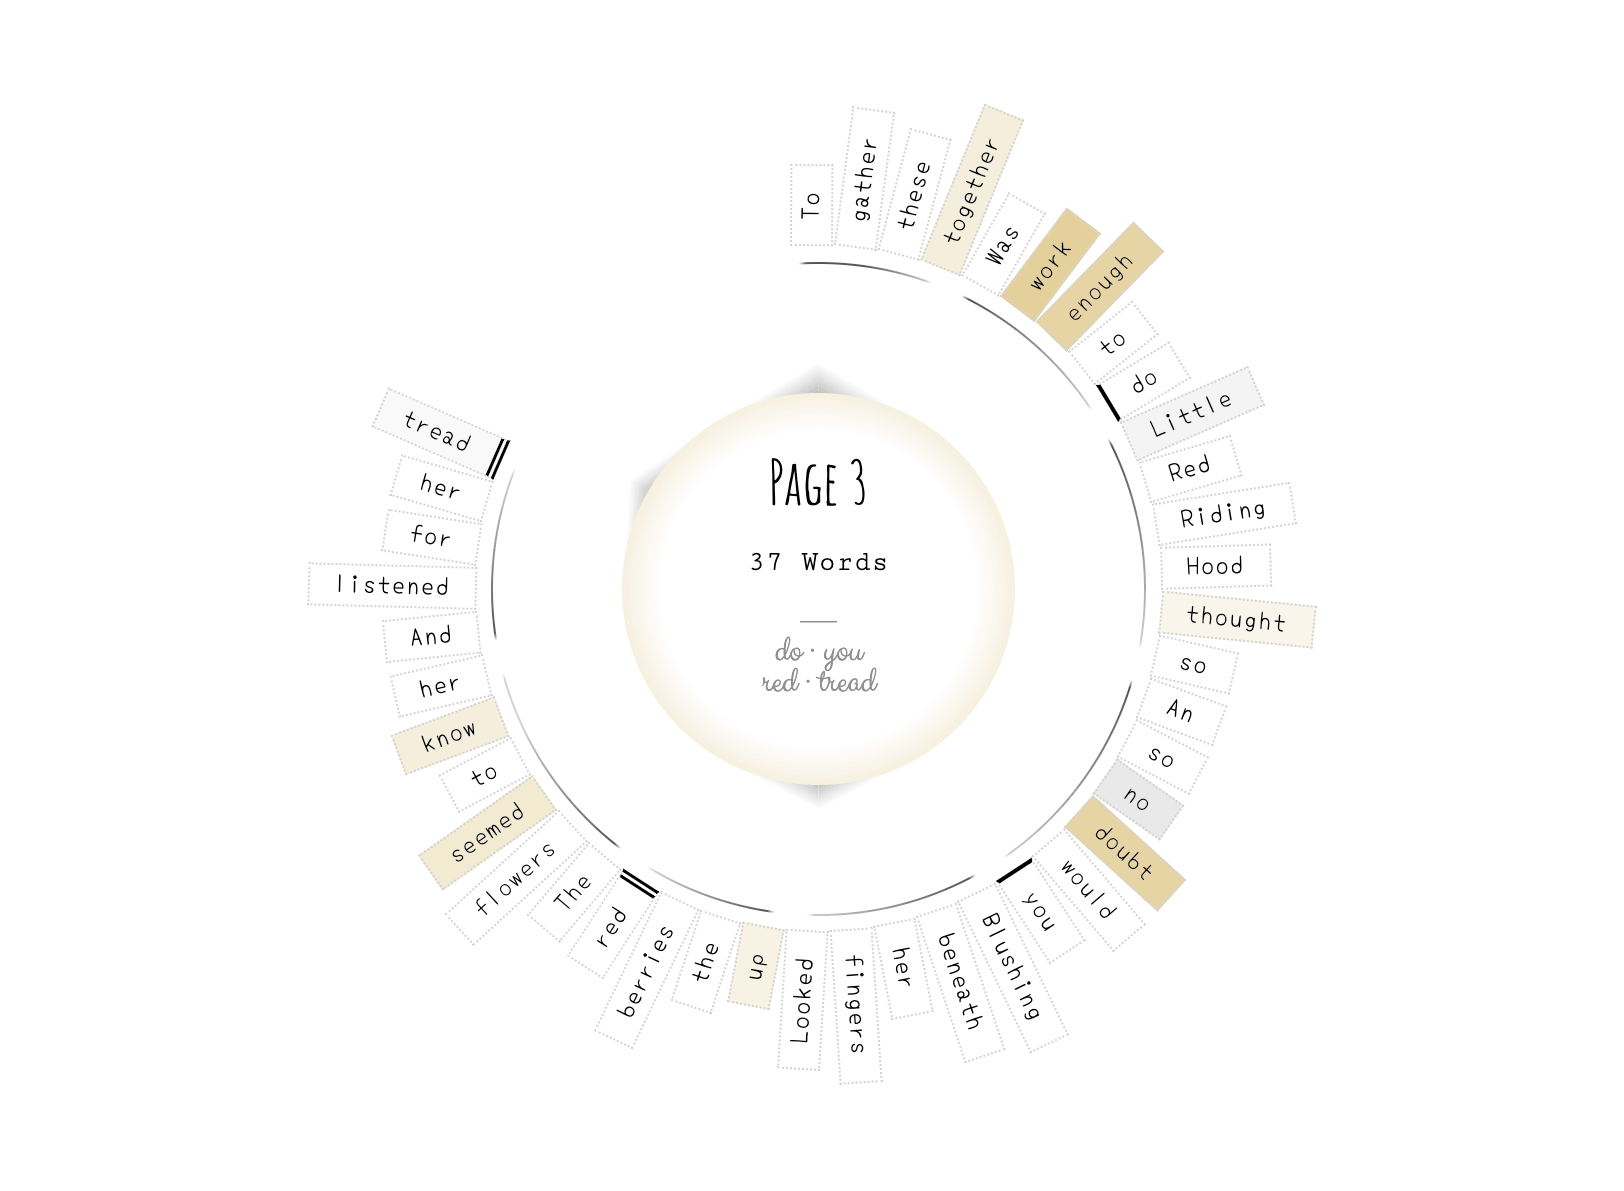 To
gather
these
together
Was
work
enough
to
do
Little
Red
Riding
Hood
thought
so
An
so
no
doubt
would
you
Blushing
beneath
her
fingers
Looked
up
the
berries
red
The
flowers
seemed
to
know
her
And
listened
for
her
tread
PAGE 3
37 Words
do · you
red · tread